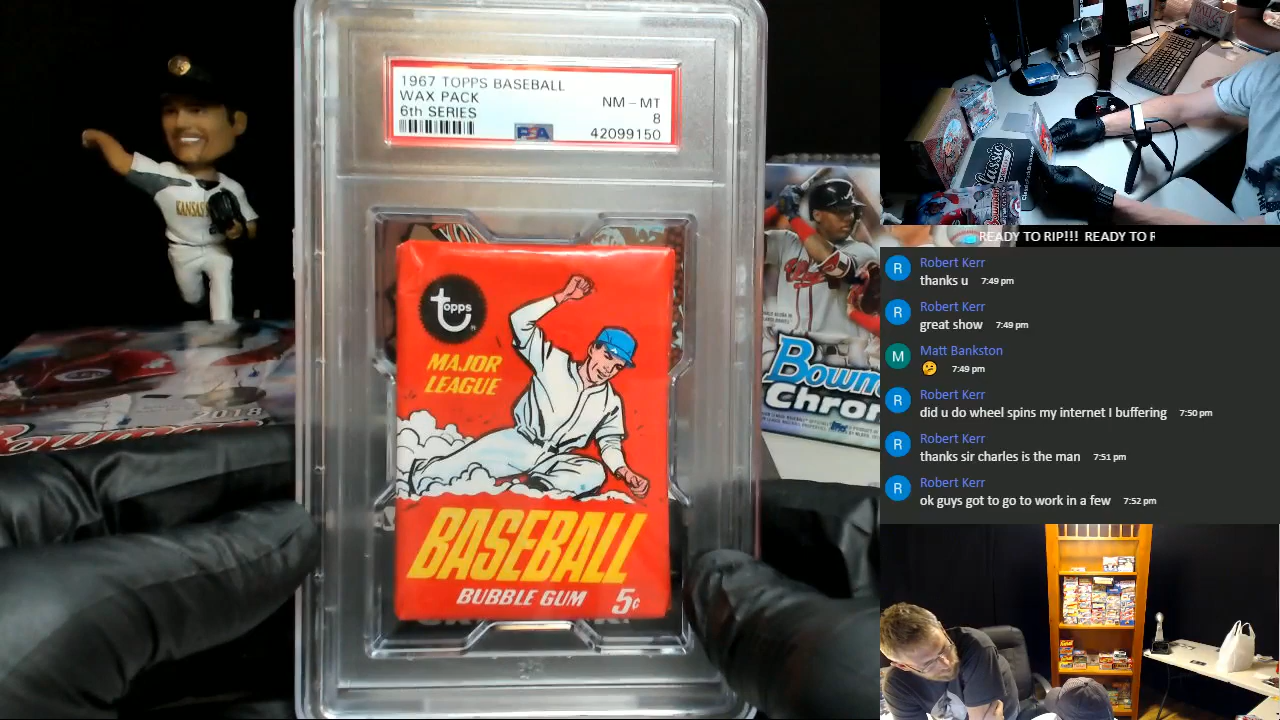 1967 TOPPS BASEBALL
WAX PACK
6th SERIES
NM - MT
8
PSA
42099150
topps
MAJOR
LEAGUE
BASEBALL
BUBBLE GUM 5¢
KANSAS
2018
Bowman
Chro
READY TO RIP!!! READY TO R
R Robert Kerr
thanks u 7:49 pm
R Robert Kerr
great show 7:49 pm
M Matt Bankston
🤔 7:49 pm
R Robert Kerr
did u do wheel spins my internet I buffering 7:50 pm
R Robert Kerr
thanks sir charles is the man 7:51 pm
R Robert Kerr
ok guys got to go to work in a few 7:52 pm